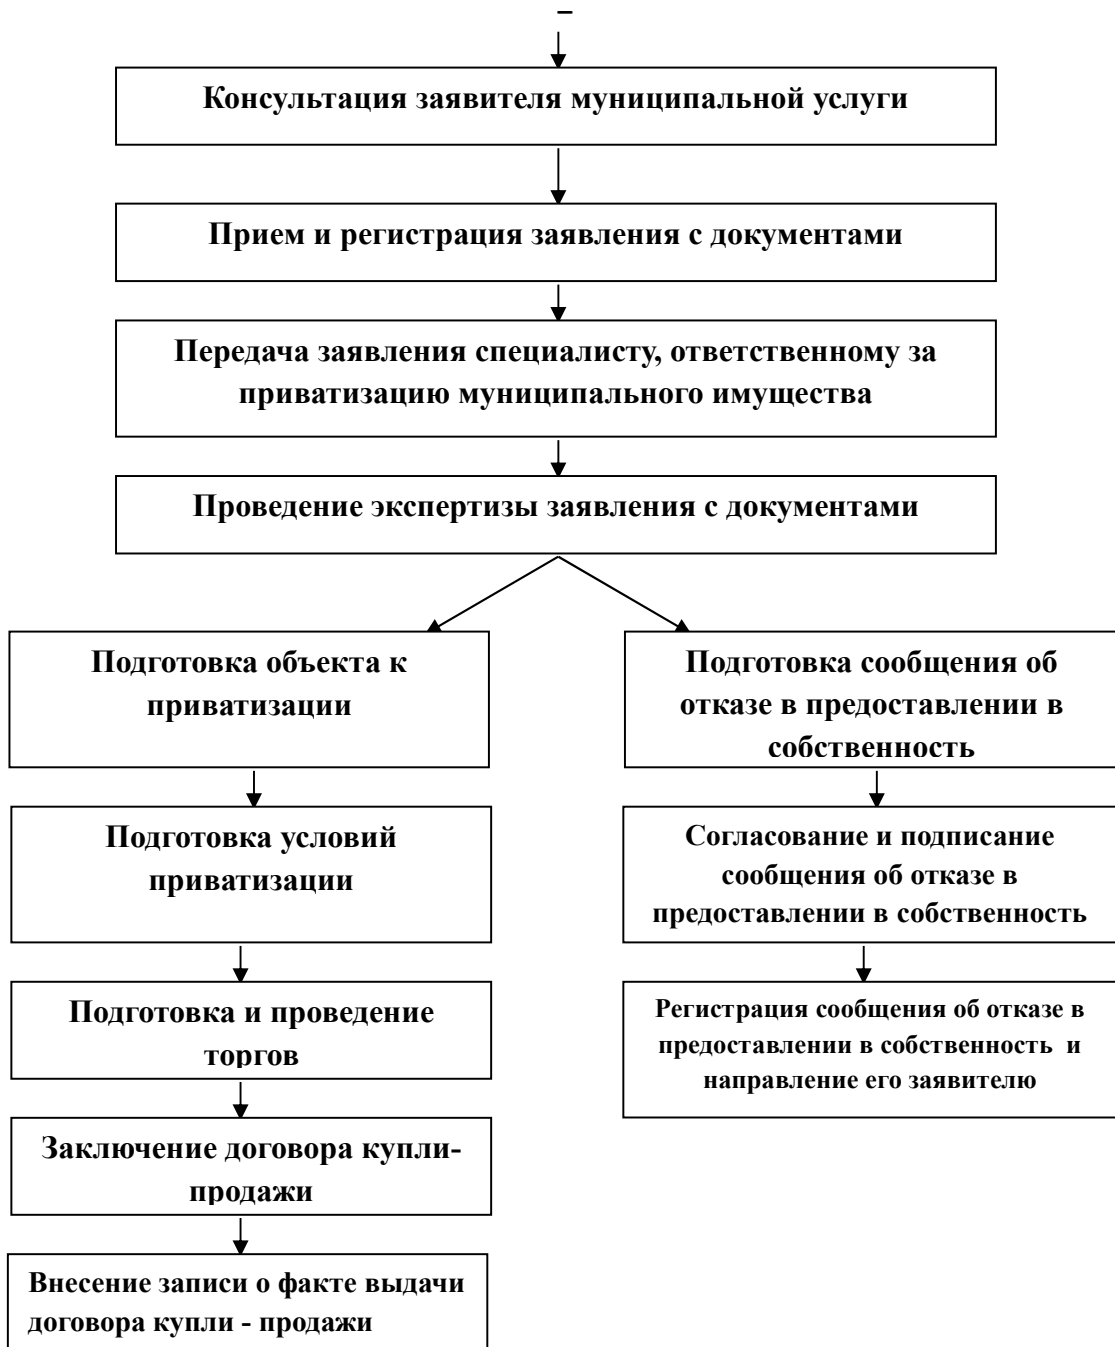 –
Консультация заявителя муниципальной услуги
Прием и регистрация заявления с документами
Передача заявления специалисту, ответственному за
приватизацию муниципального имущества
Проведение экспертизы заявления с документами
Подготовка объекта к
приватизации
Подготовка условий
приватизации
Подготовка и проведение
торгов
Заключение договора купли-
продажи
Внесение записи о факте выдачи
договора купли - продажи
Подготовка сообщения об
отказе в предоставлении в
собственность
Согласование и подписание
сообщения об отказе в
предоставлении в собственность
Регистрация сообщения об отказе в
предоставлении в собственность и
направление его заявителю